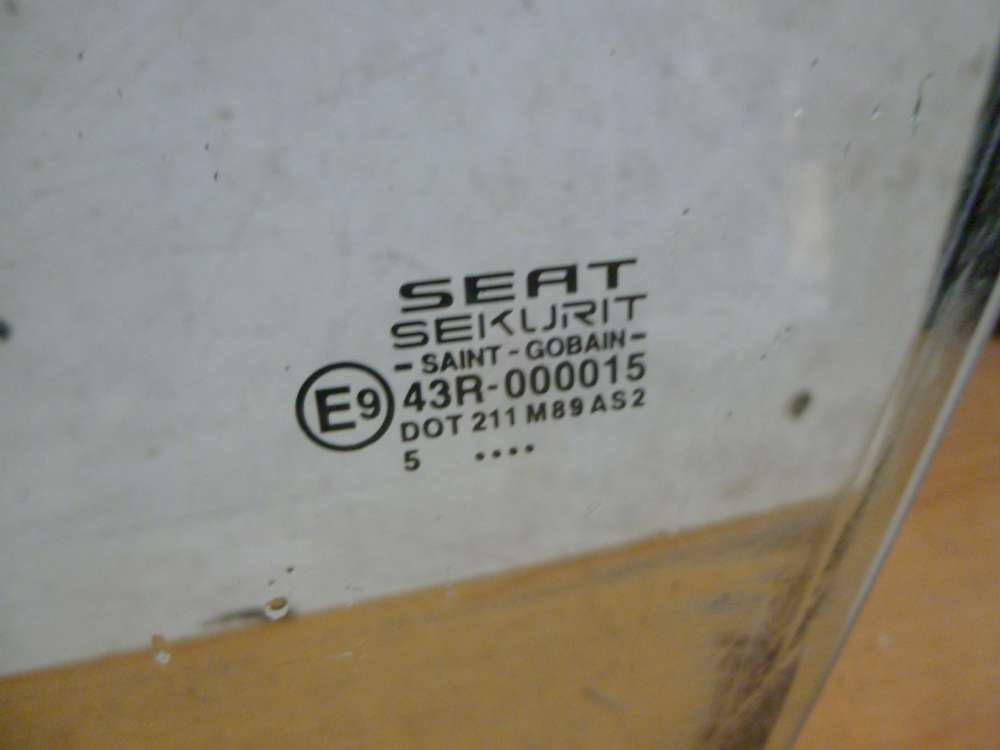 SEAT
SEKURIT
- SAINT - GOBAIN -
E9 43R-000015
DOT 211 M89 AS2
5 ....